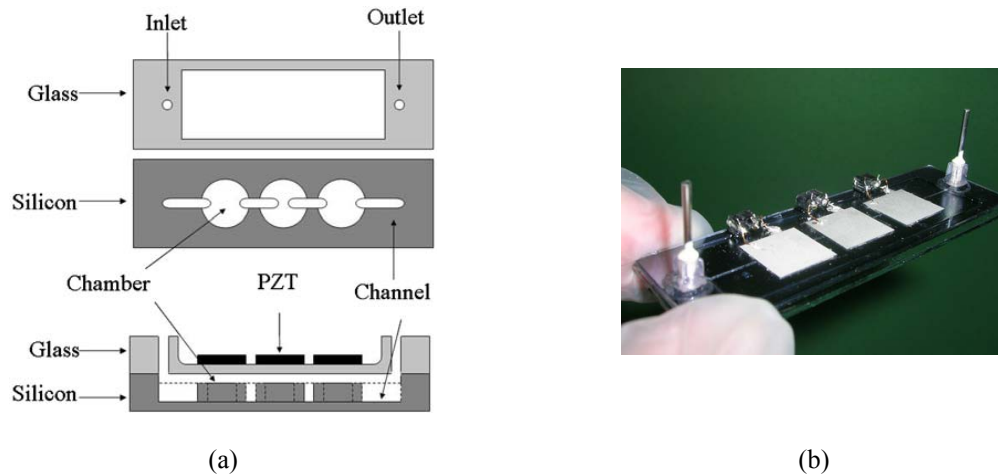 Inlet
Outlet
Glass
Silicon
Chamber
PZT
Channel
Glass
Silicon
(a)
(b)